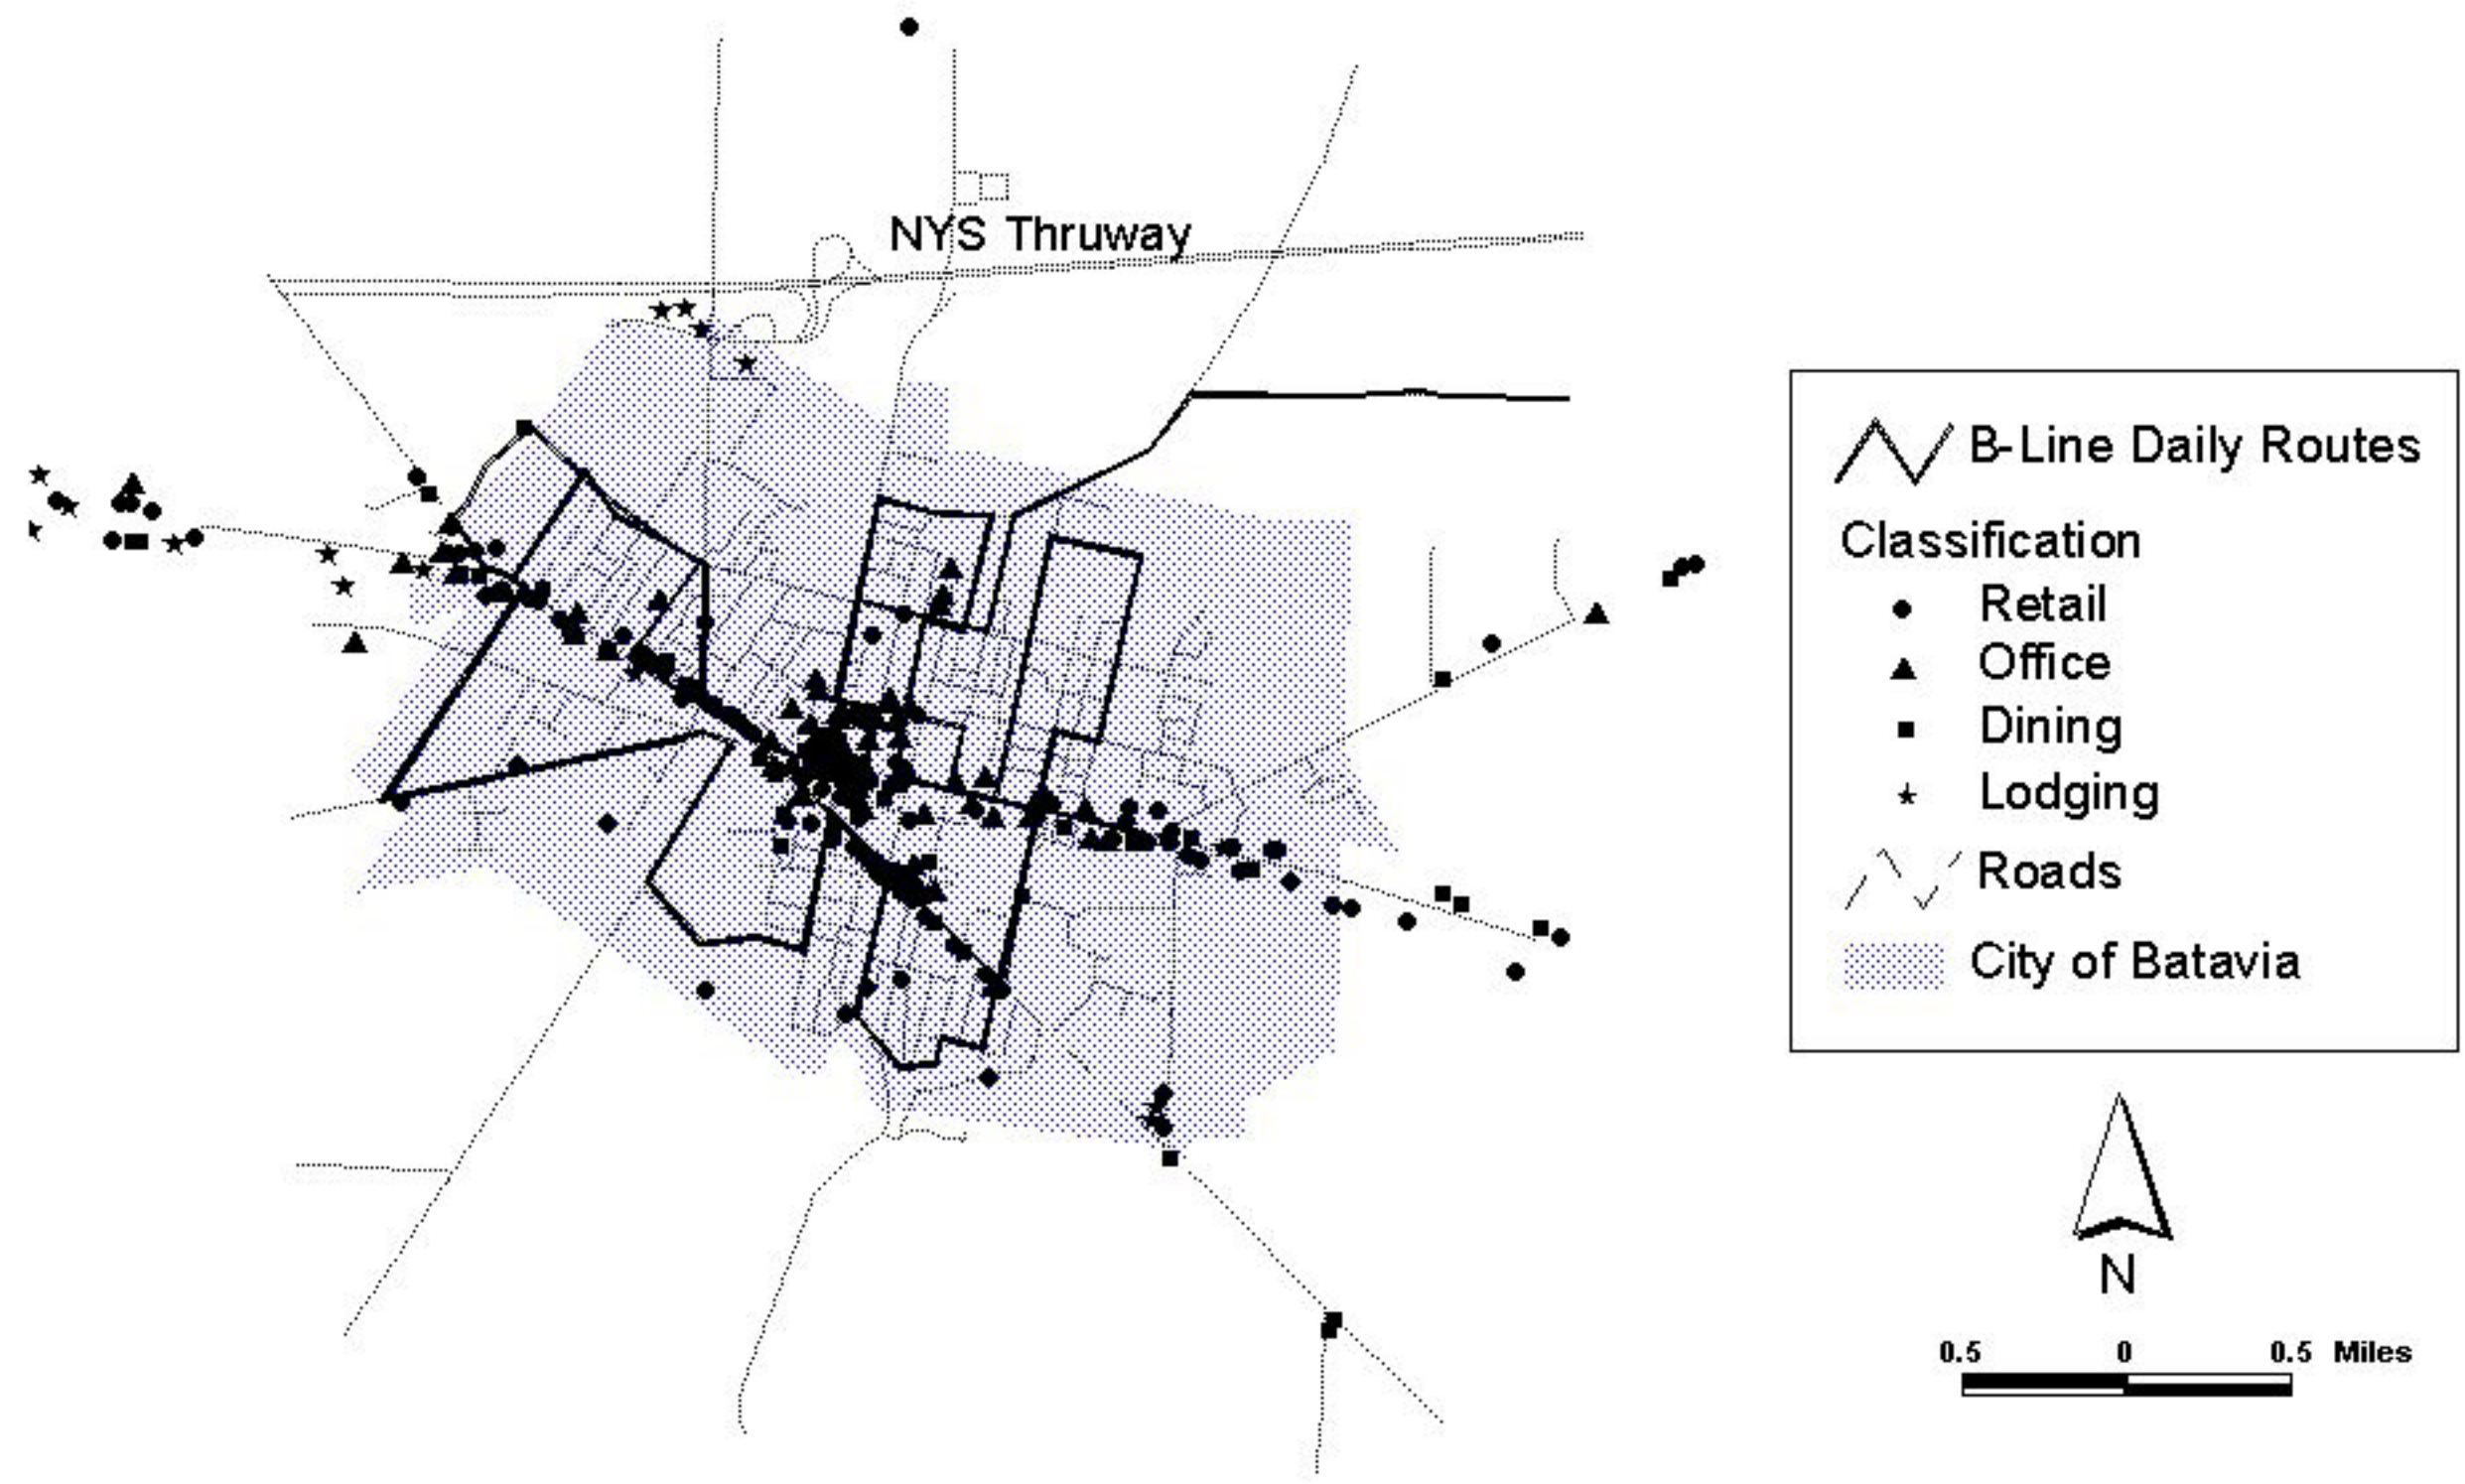 NYS Thruway
B-Line Daily Routes
Classification
Retail
Office
Dining
Lodging
Roads
City of Batavia
N
0.5 0 0.5 Miles